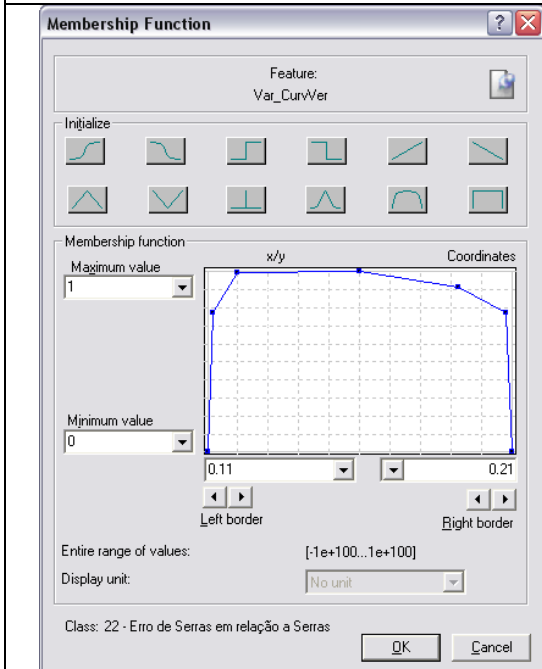 Membership Function
Feature:
Var_CurvVer
Initialize
Membership function
x/y
Coordinates
Maximum value
1
Minimum value
0
0.11
0.21
Left border
Right border
Entire range of values:
[-1e+100...1e+100]
Display unit:
No unit
Class: 22 - Erro de Serras em relação a Serras
OK
Cancel